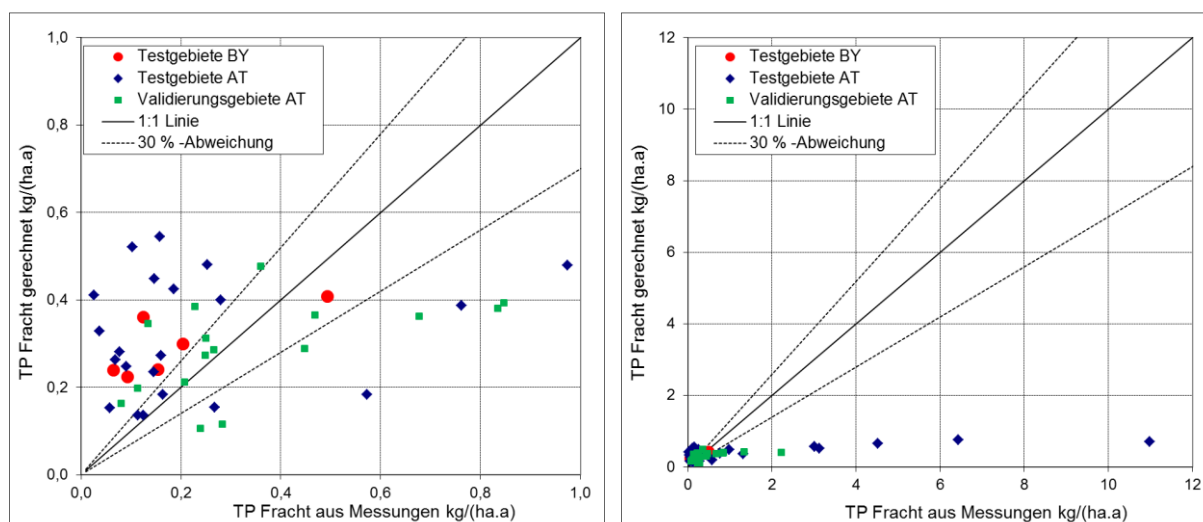 1,0
0,8
0,6
0,4
0,2
0,0
TP Fracht gerechnet kg/(ha.a)
Testgebiete BY
Testgebiete AT
Validierungsgebiete AT
1:1 Linie
30 % -Abweichung
0,0 0,2 0,4 0,6 0,8 1,0
TP Fracht aus Messungen kg/(ha.a)
12
10
8
6
4
2
0
TP Fracht gerechnet kg/(ha.a)
Testgebiete BY
Testgebiete AT
Validierungsgebiete AT
1:1 Linie
30 % -Abweichung
0 2 4 6 8 10 12
TP Fracht aus Messungen kg/(ha.a)